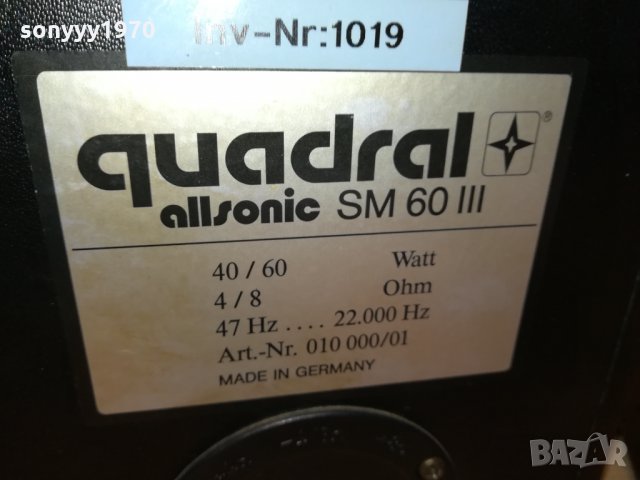 sonyyy1970
Inv-Nr:1019
quadral®
allsonic SM 60 III
40 / 60 Watt
4 / 8 Ohm
47 Hz .... 22.000 Hz
Art.-Nr. 010 000/01
MADE IN GERMANY
BAZAR